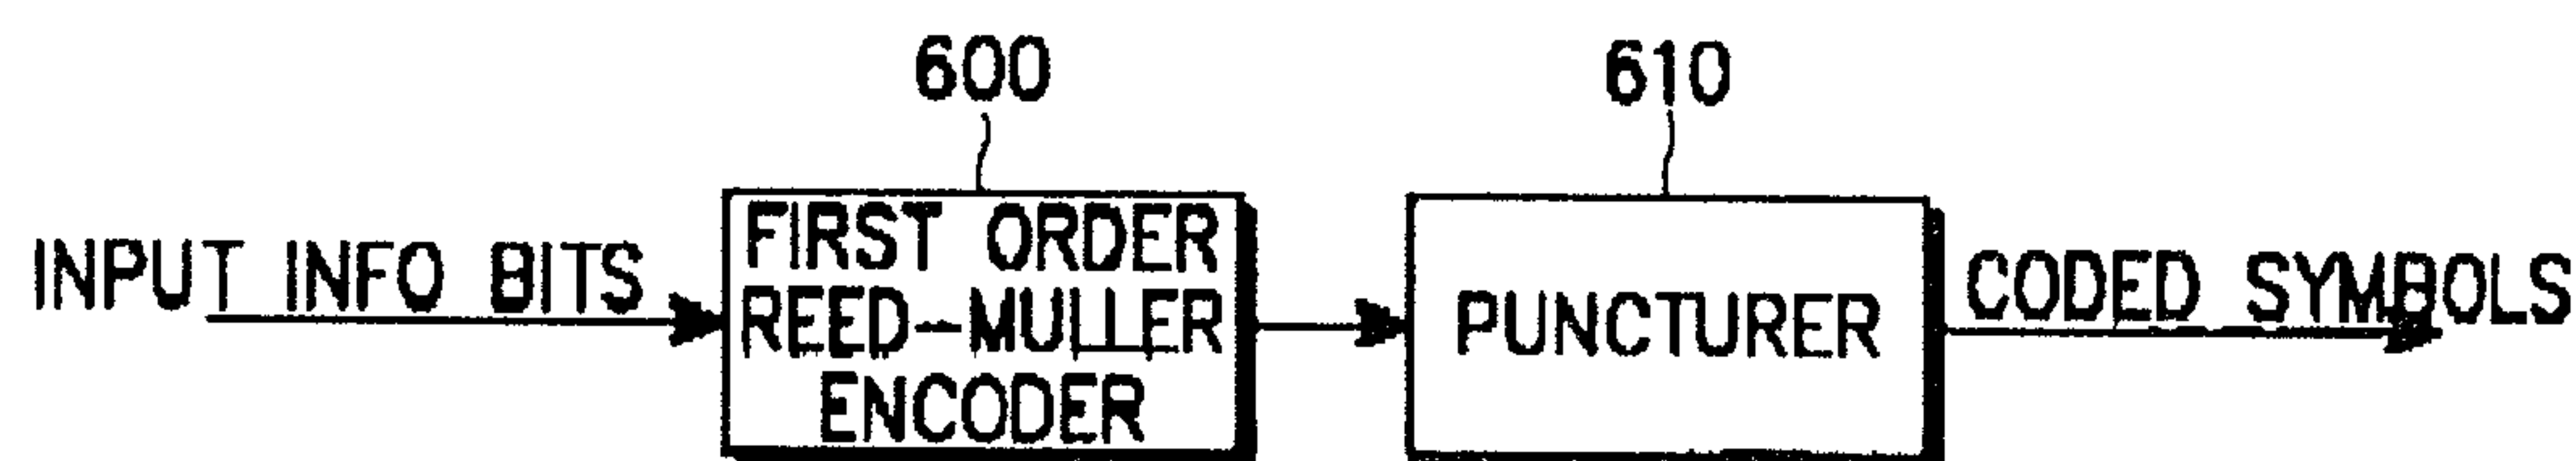 600
610
INPUT INFO BITS
FIRST ORDER
REED-MULLER
ENCODER
PUNCTURER
CODED SYMBOLS